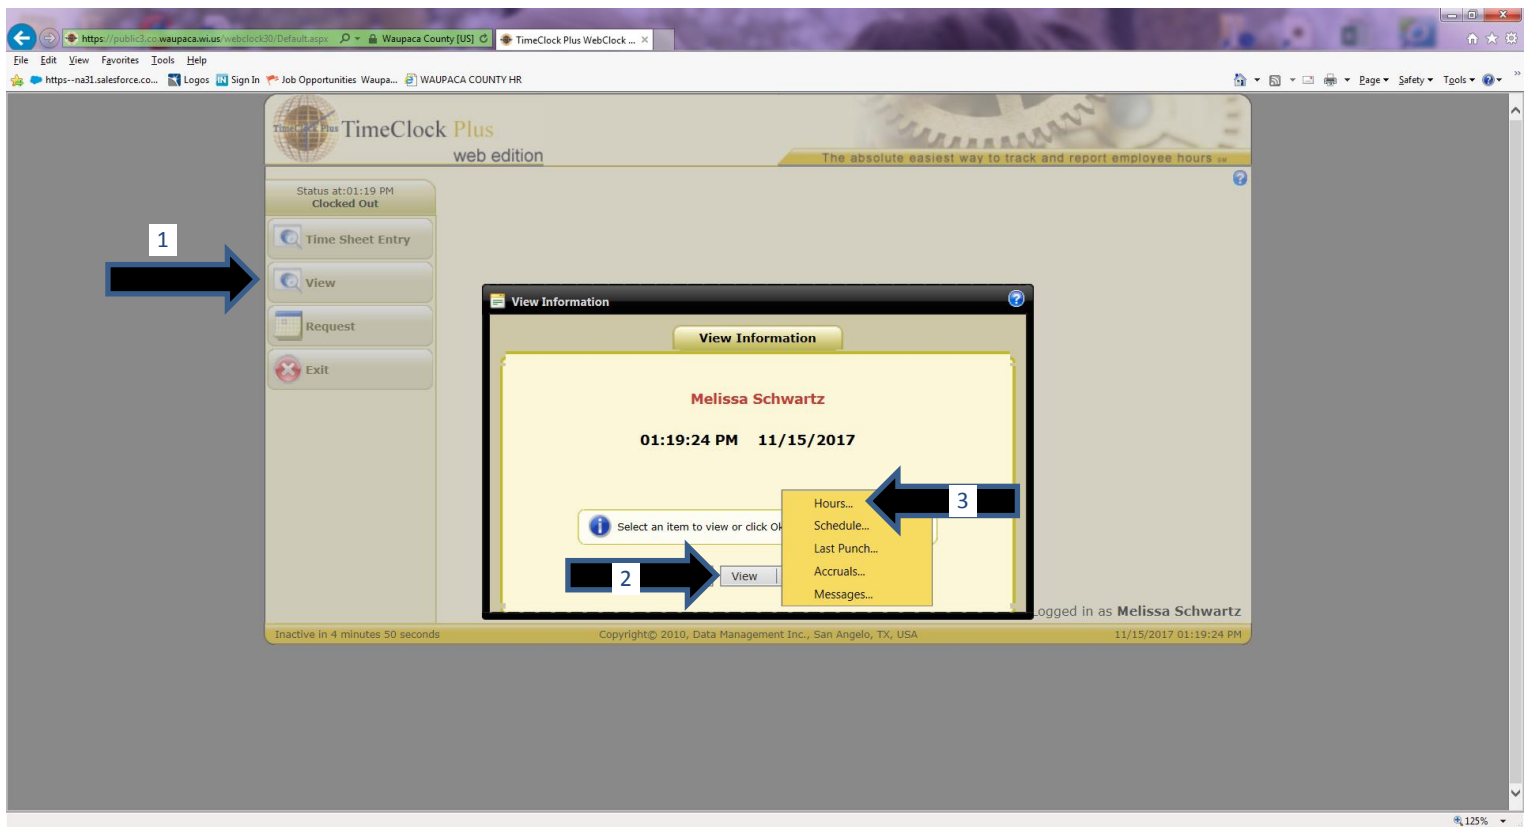 https://public3.co.waupaca.wi.us/webclock30/Default.aspx
Waupaca County [US]
TimeClock Plus WebClock ...
File Edit View Favorites Tools Help
https--na31.salesforce.co... Logos Sign In Job Opportunities Waupa... WAUPACA COUNTY HR
Page Safety Tools
TimeClock Plus
TimeClock Plus
web edition
The absolute easiest way to track and report employee hours
Status at:01:19 PM
Clocked Out
1
Time Sheet Entry
View
Request
Exit
View Information
View Information
Melissa Schwartz
01:19:24 PM 11/15/2017
Select an item to view or click Ok
Hours...
3
Schedule...
Last Punch...
Accruals...
Messages...
2
View
Logged in as Melissa Schwartz
Inactive in 4 minutes 50 seconds
Copyright© 2010, Data Management Inc., San Angelo, TX, USA
11/15/2017 01:19:24 PM
125%